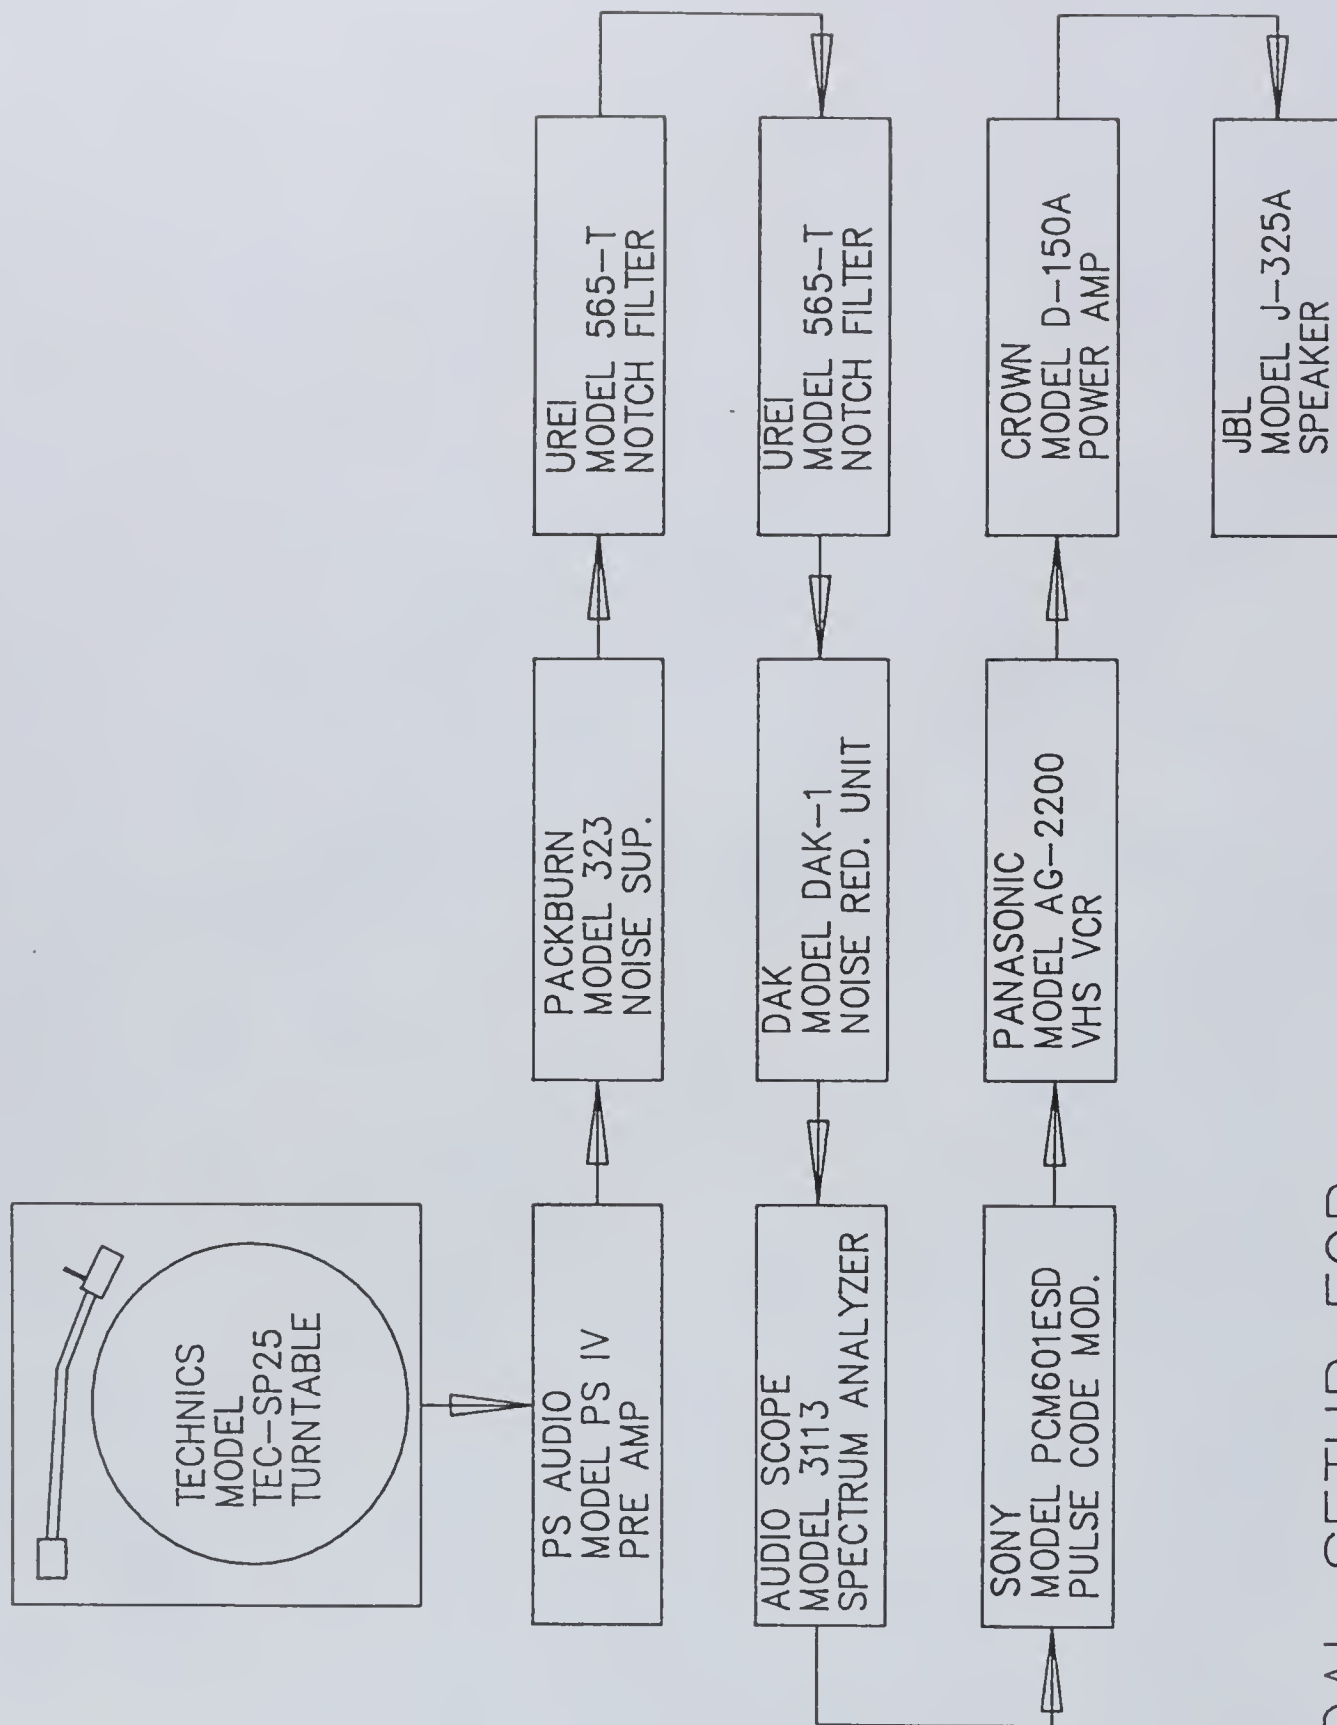 TECHNICS
MODEL
TEC-SP25
TURNTABLE
PS AUDIO
MODEL PS IV
PRE AMP
PACKBURN
MODEL 323
NOISE SUP.
UREI
MODEL 565-T
NOTCH FILTER
UREI
MODEL 565-T
NOTCH FILTER
DAK
MODEL DAK-1
NOISE RED. UNIT
AUDIO SCOPE
MODEL 3113
SPECTRUM ANALYZER
SONY
MODEL PCM601ESD
PULSE CODE MOD.
PANASONIC
MODEL AG-2200
VHS VCR
CROWN
MODEL D-150A
POWER AMP
JBL
MODEL J-325A
SPEAKER
SETUP FOR